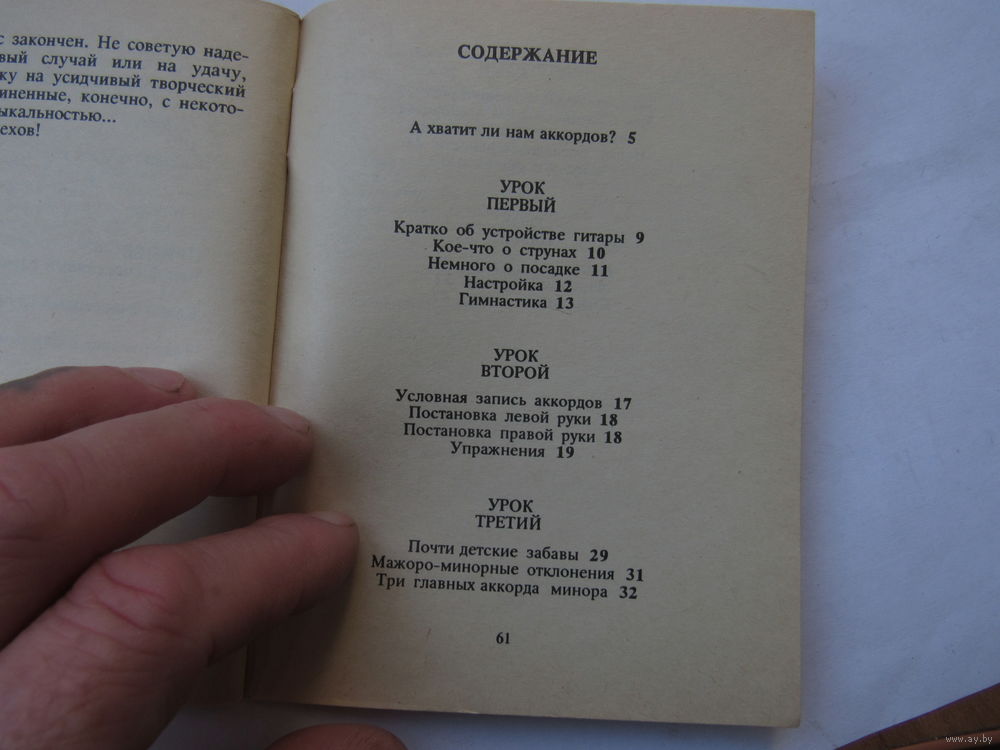 с закончен. Не советую наде-
вый случай или на удачу,
ку на усидчивый творческий
иненные, конечно, с некото-
ыкальностью...
ехов!
СОДЕРЖАНИЕ
А хватит ли нам аккордов? 5
УРОК
ПЕРВЫЙ
Кратко об устройстве гитары 9
Кое-что о струнах 10
Немного о посадке 11
Настройка 12
Гимнастика 13
УРОК
ВТОРОЙ
Условная запись аккордов 17
Постановка левой руки 18
Постановка правой руки 18
Упражнения 19
УРОК
ТРЕТИЙ
Почти детские забавы 29
Мажоро-минорные отклонения 31
Три главных аккорда минора 32
61
www.ay.by